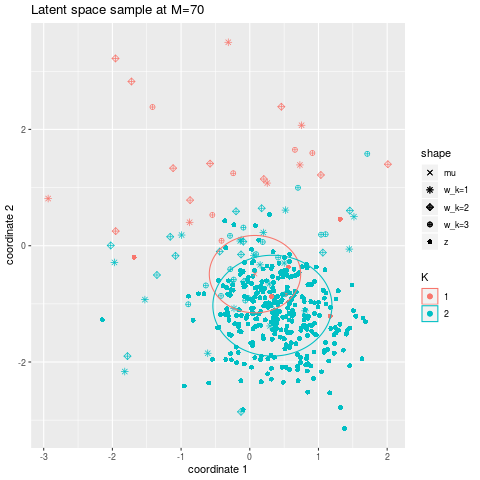 Latent space sample at M=70
coordinate 2
2
0
-2
-3
-2
-1
0
1
2
coordinate 1
shape
mu
w_k=1
w_k=2
w_k=3
z
K
1
2